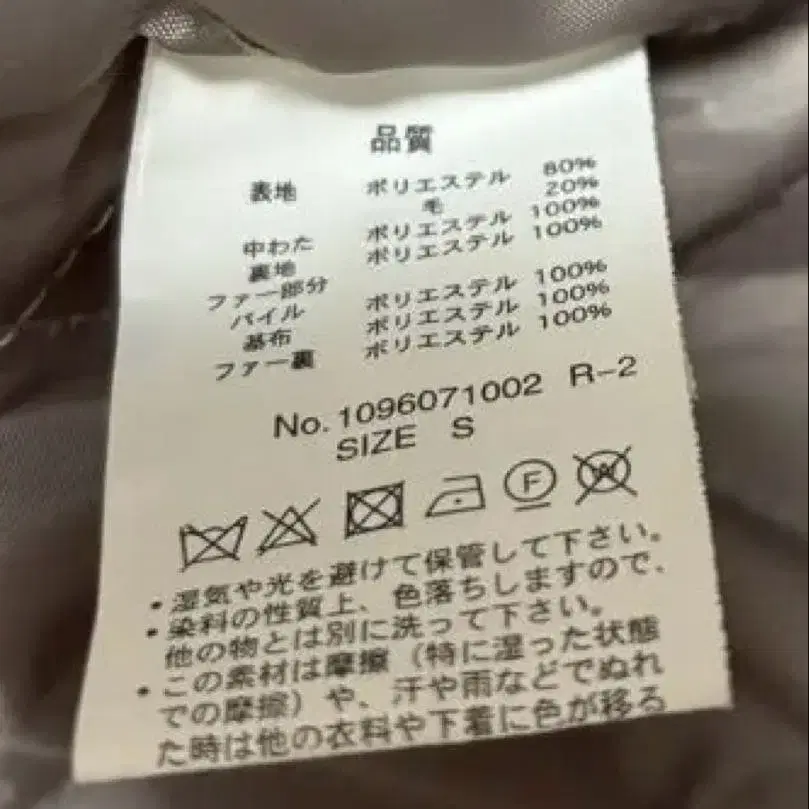 品質
表地 ポリエステル 80%
毛 20%
中わた ポリエステル 100%
裏地 ポリエステル 100%
ファー部分
パイル ポリエステル 100%
基布 ポリエステル 100%
ファー裏 ポリエステル 100%
No.1096071002 R-2
SIZE S
F W
・湿気や光を避けて保管して下さい。
・染料の性質上、色落ちしますので、
他の物とは別に洗って下さい。
・この素材は摩擦（特に湿った状態
での摩擦）や、汗や雨などでぬれ
た時は他の衣料や下着に色が移る